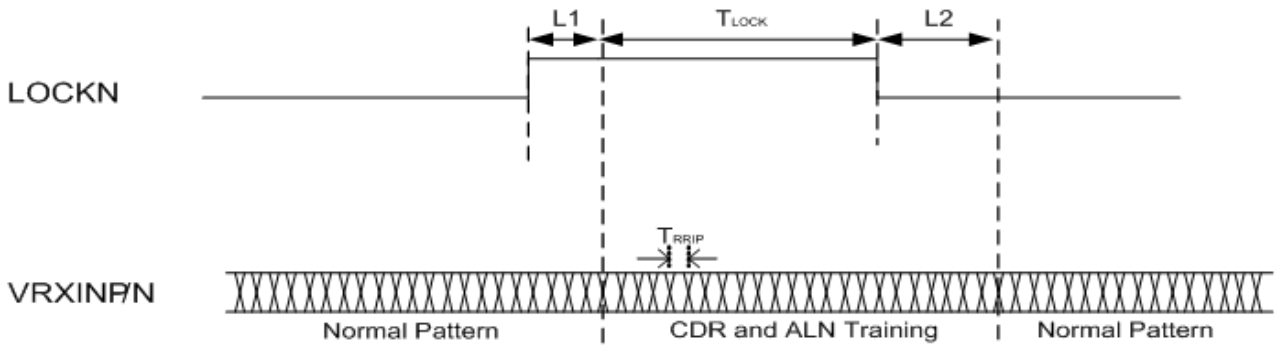 L1 TLOCK L2
LOCKN
TRRIP
VRXINP/N
Normal Pattern CDR and ALN Training Normal Pattern